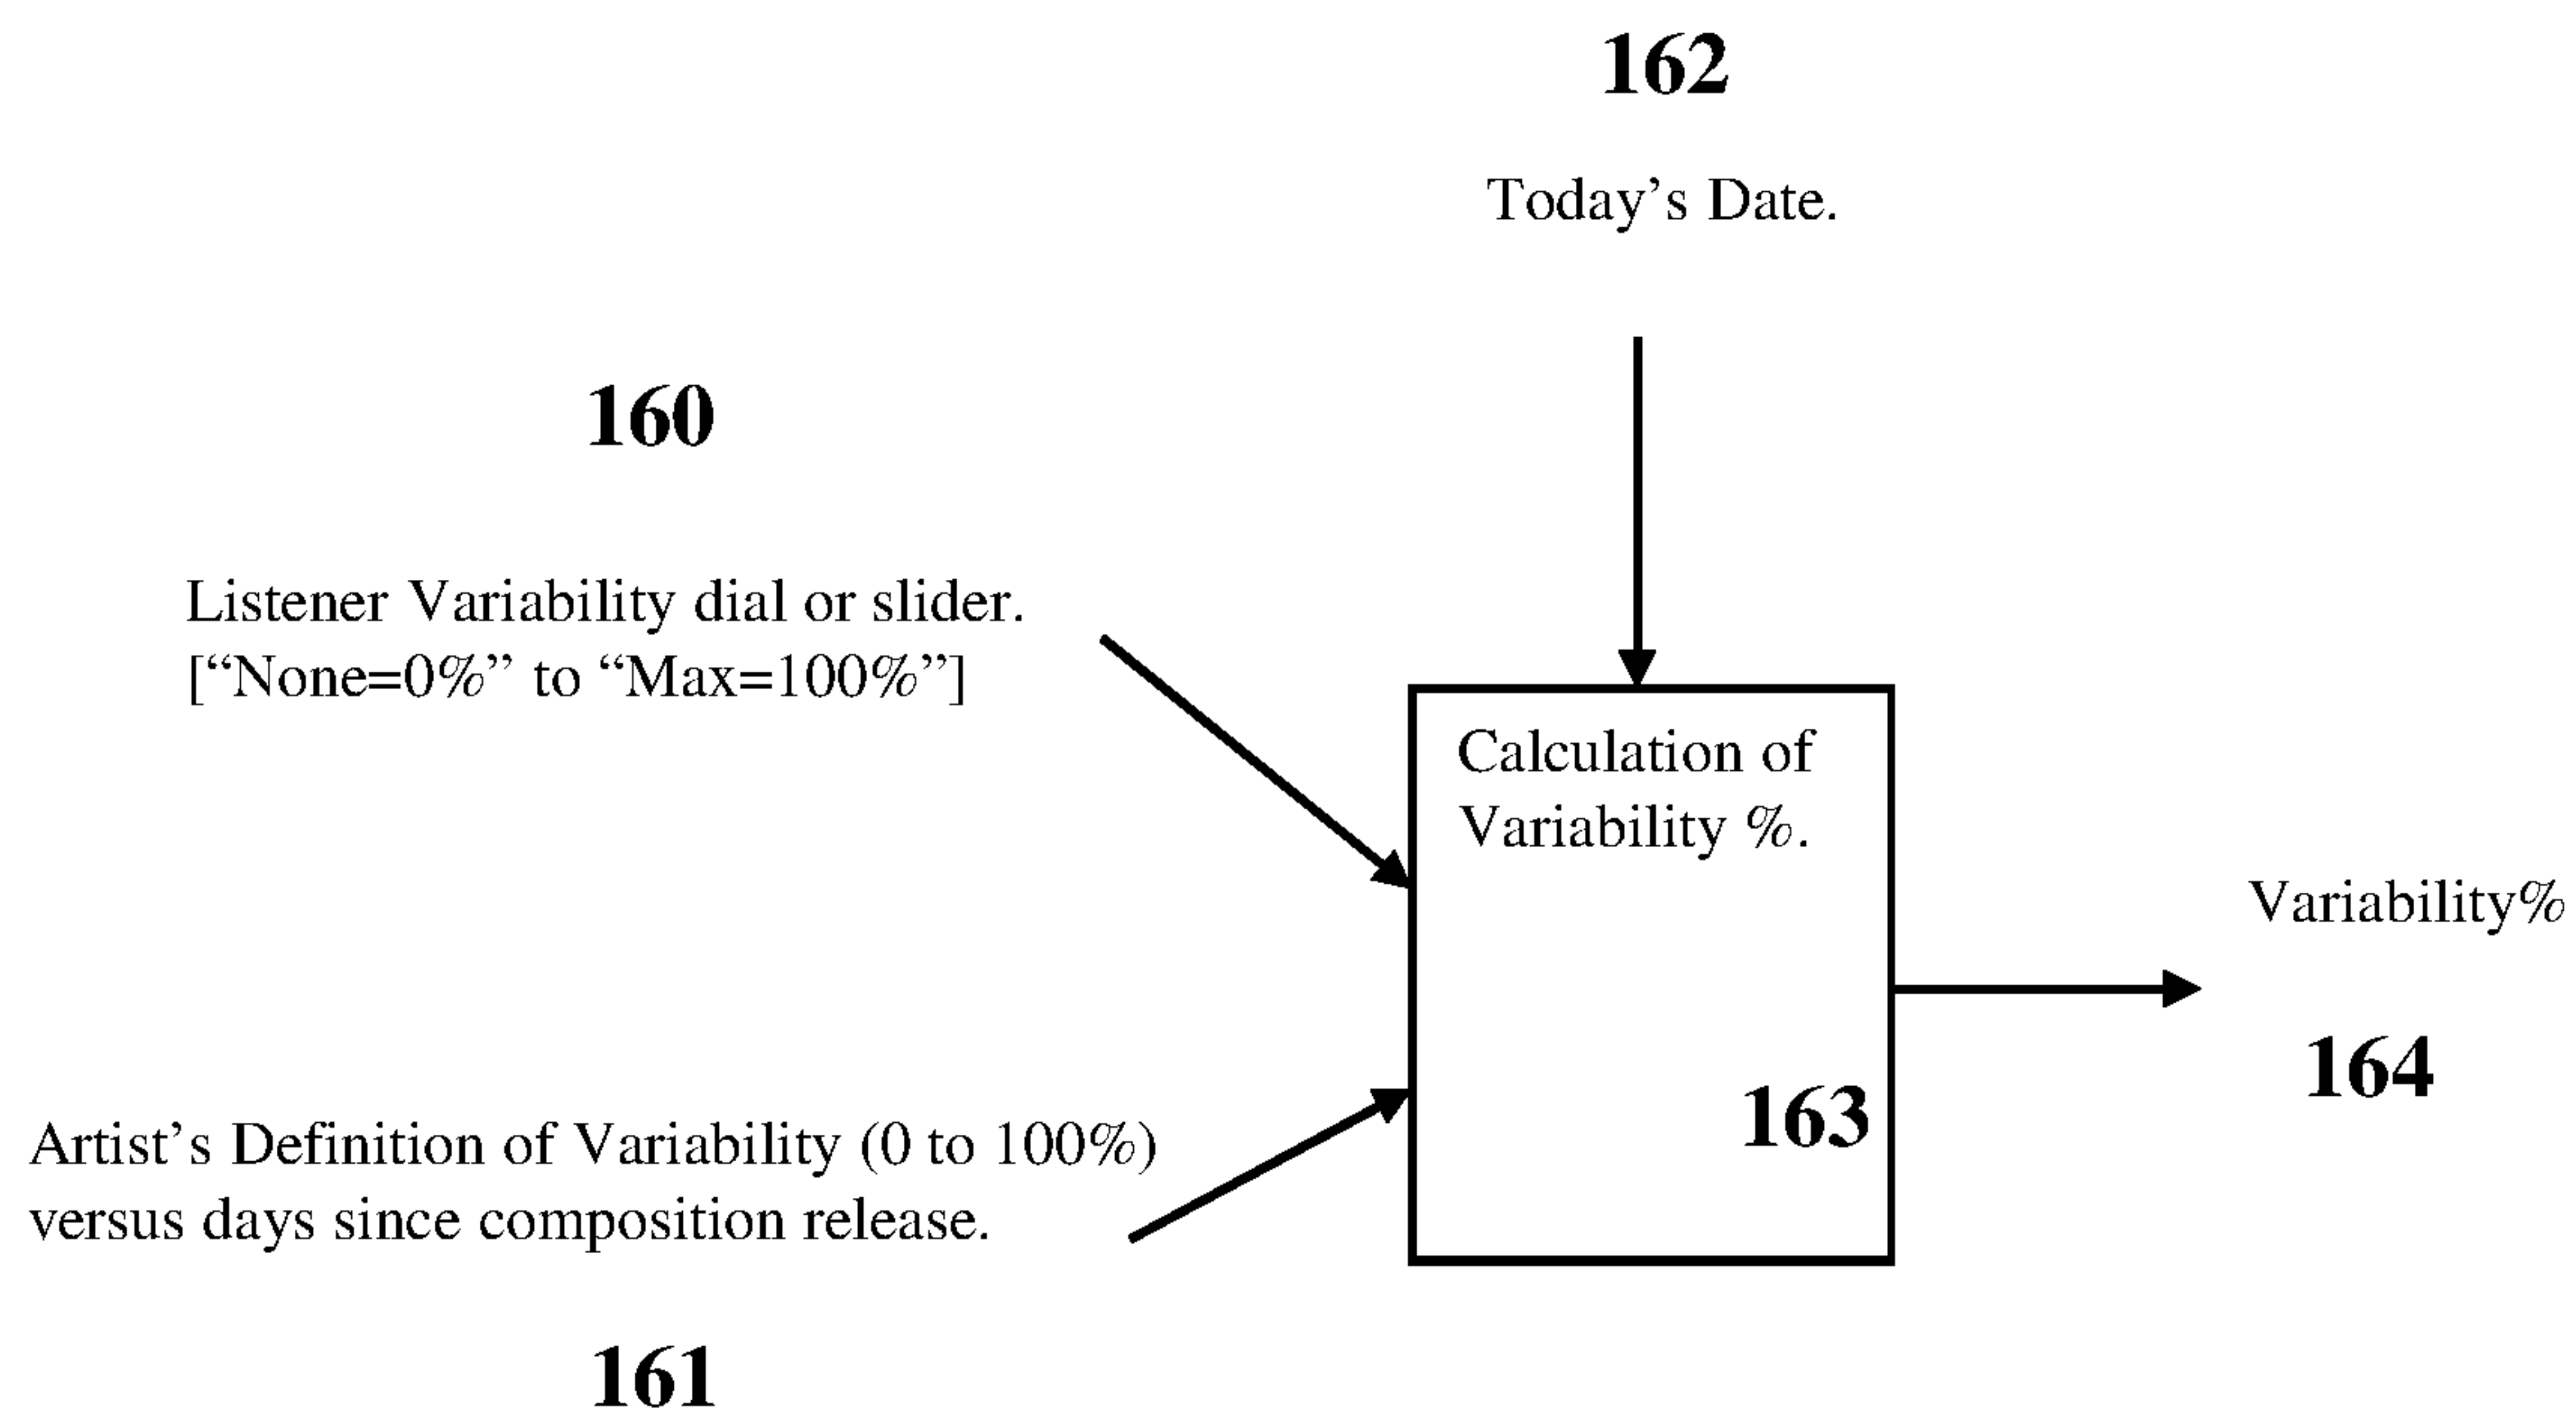 162
Today’s Date.
160
Listener Variability dial or slider.
[“None=0%” to “Max=100%”]
Calculation of
Variability %.
163
Variability%
164
Artist’s Definition of Variability (0 to 100%)
versus days since composition release.
161